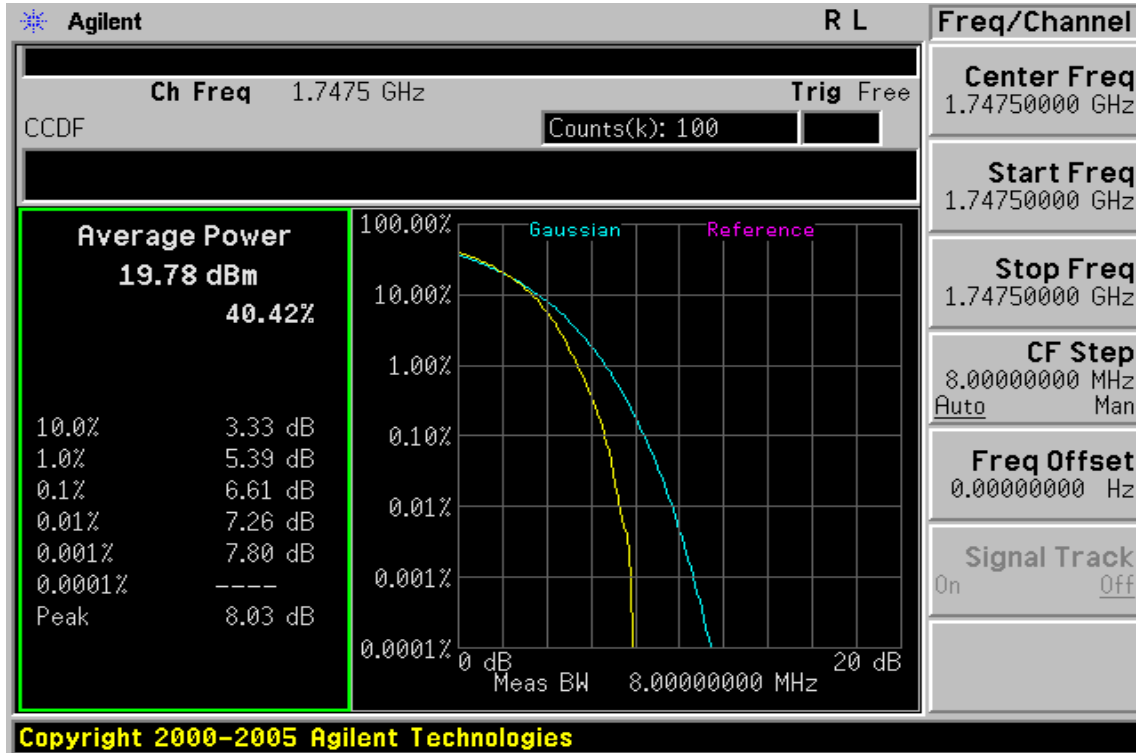 Agilent R L
Ch Freq 1.7475 GHz Trig Free
CCDF Counts(k): 100
Average Power
19.78 dBm
40.42%
10.0% 3.33 dB
1.0% 5.39 dB
0.1% 6.61 dB
0.01% 7.26 dB
0.001% 7.80 dB
0.0001% ----
Peak 8.03 dB
Gaussian Reference
100.00%
10.00%
1.00%
0.10%
0.01%
0.001%
0.0001%
0 dB 20 dB
Meas BW 8.00000000 MHz
Freq/Channel
Center Freq
1.74750000 GHz
Start Freq
1.74750000 GHz
Stop Freq
1.74750000 GHz
CF Step
8.00000000 MHz
Auto Man
Freq Offset
0.00000000 Hz
Signal Track
On Off
Copyright 2000-2005 Agilent Technologies